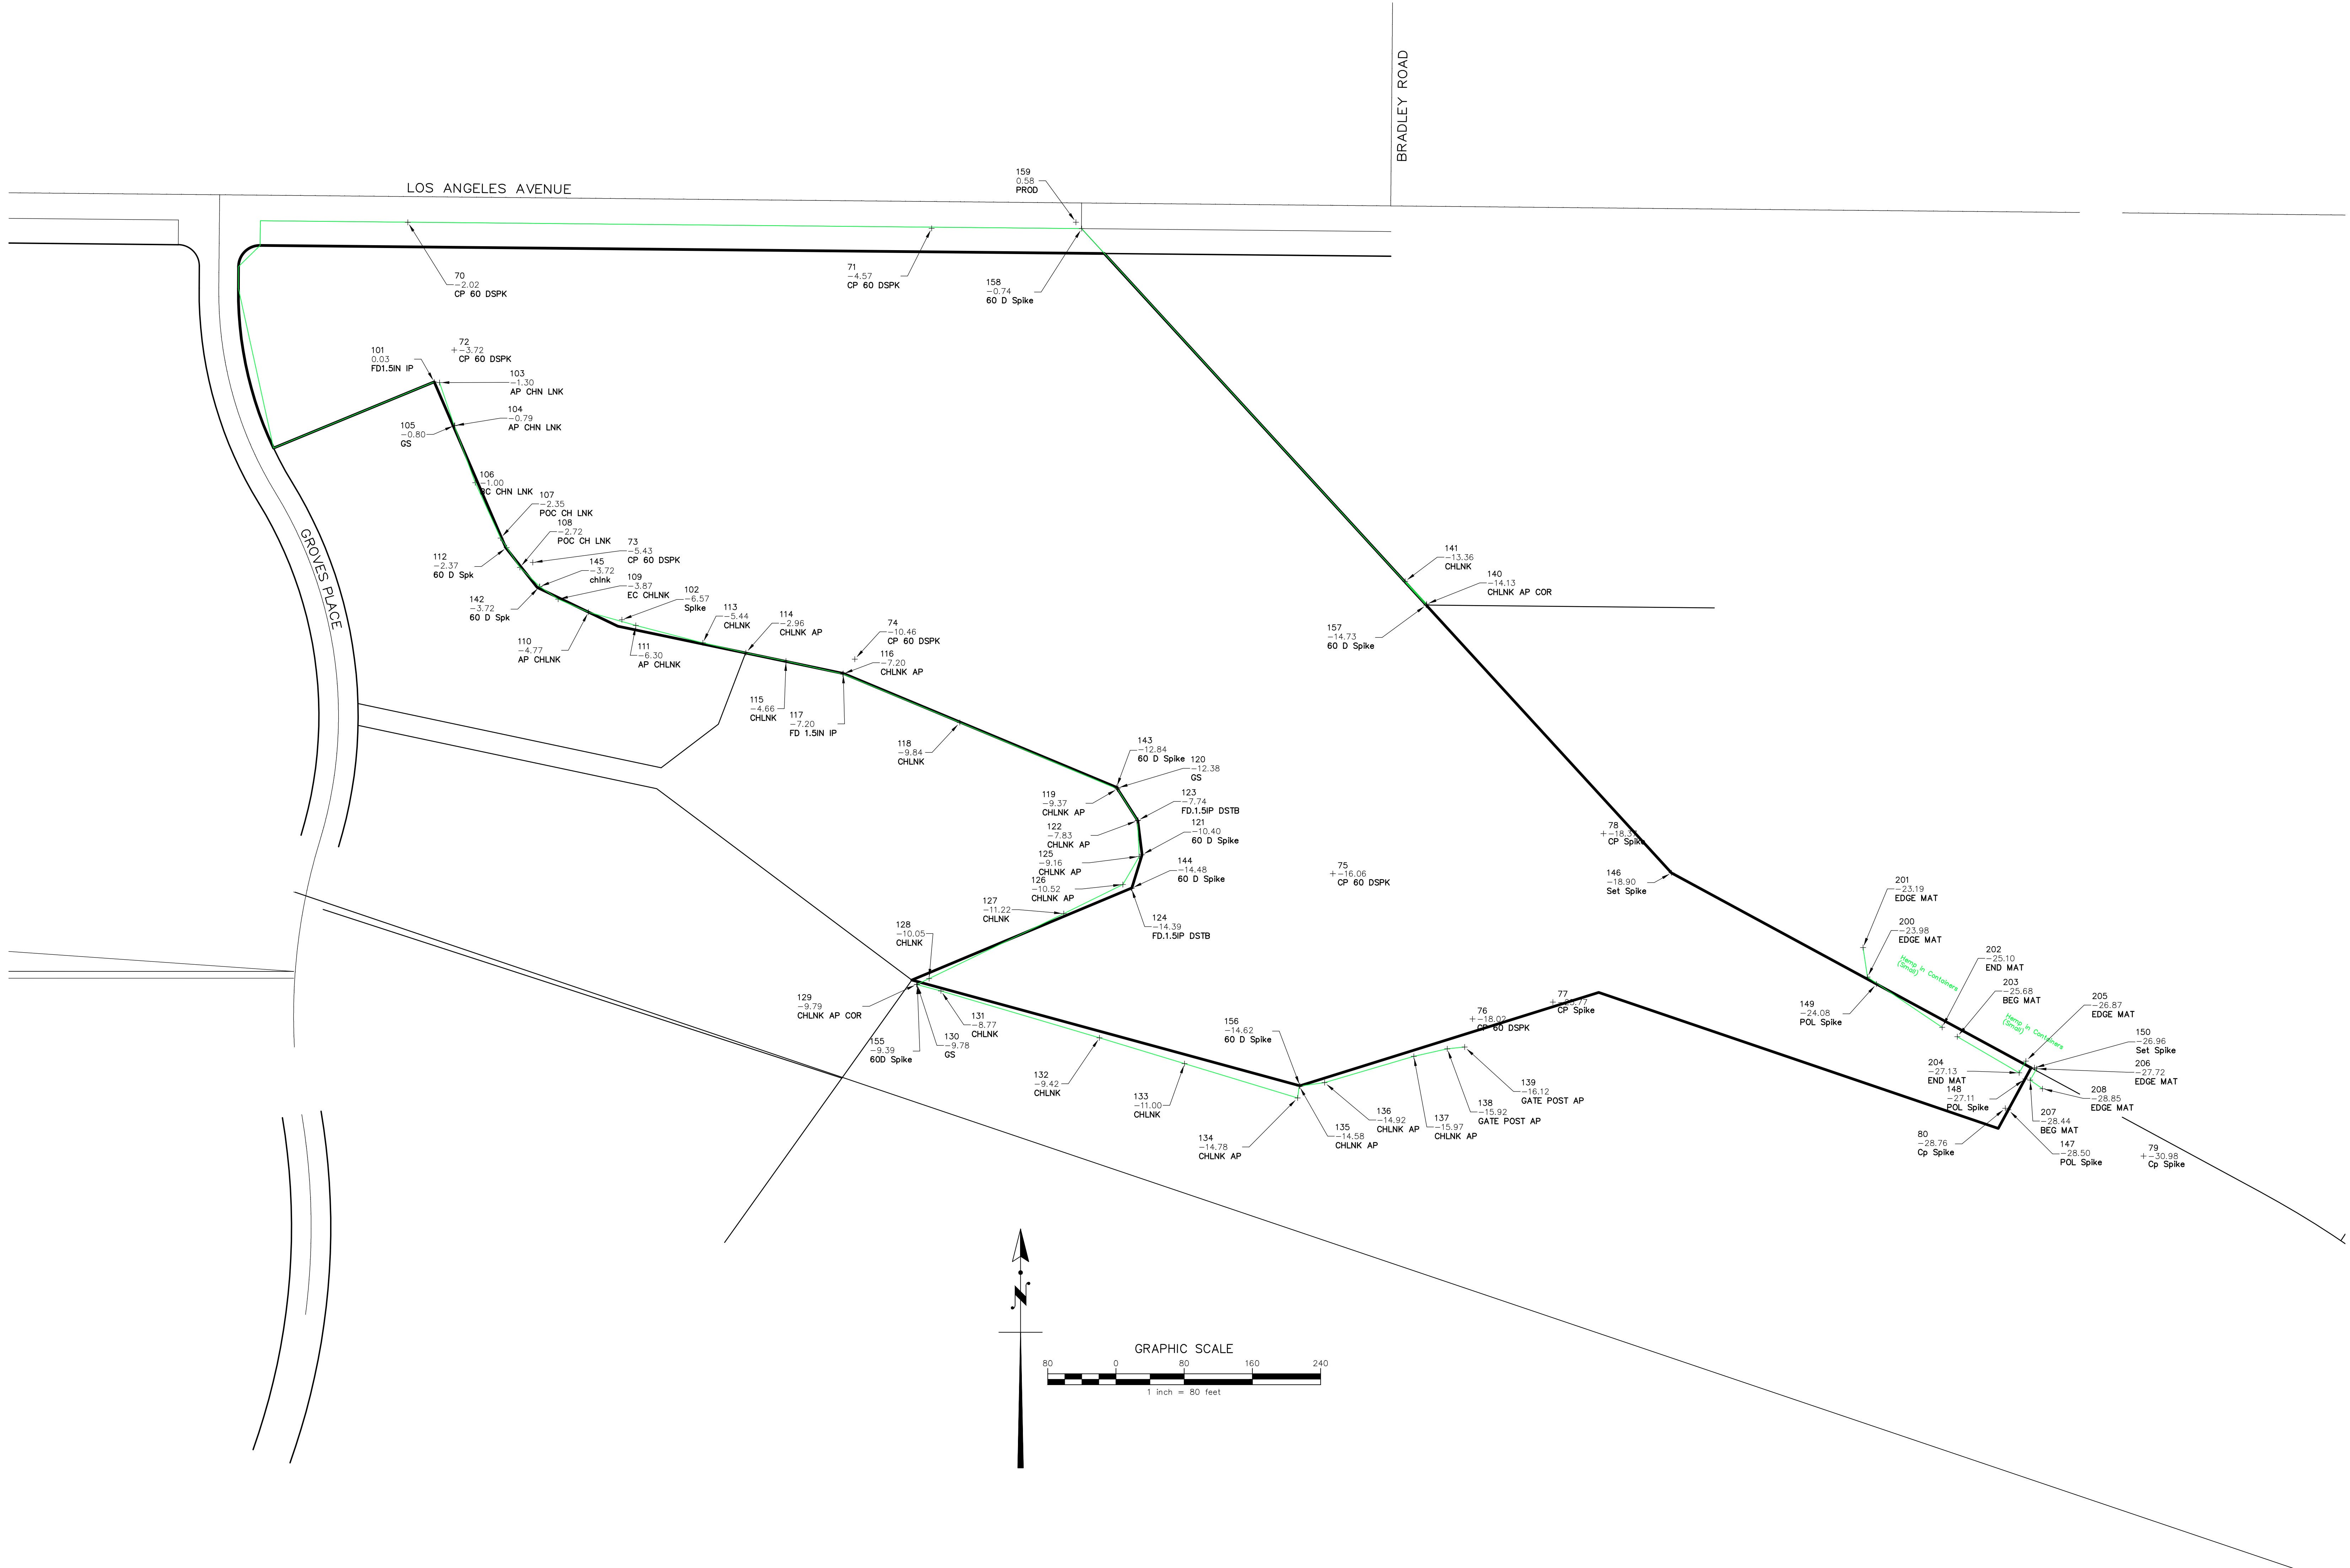 BRADLEY ROAD
LOS ANGELES AVENUE
159
0.58
PROD
70
-2.02
CP 60 DSPK
71
-4.57
CP 60 DSPK
158
-0.74
60 D Spike
72
-3.72
CP 60 DSPK
101
0.03
FD1.5IN IP
103
-1.30
AP CHN LNK
104
-0.79
AP CHN LNK
105
-0.80
GS
106
-1.00
BC CHN LNK
107
-2.35
POC CH LNK
108
-2.72
POC CH LNK
73
-5.43
CP 60 DSPK
112
-2.37
60 D Spk
145
-3.72
chlnk
109
-3.87
EC CHLNK
102
-6.57
Spike
142
-3.72
60 D Spk
113
-5.44
CHLNK
114
-2.96
CHLNK AP
110
-4.77
AP CHLNK
111
-6.30
AP CHLNK
74
-10.46
CP 60 DSPK
116
-7.20
CHLNK AP
115
-4.66
CHLNK
117
-7.20
FD 1.5IN IP
118
-9.84
CHLNK
GROVES PLACE
141
-13.36
CHLNK
140
-14.13
CHLNK AP COR
157
-14.73
60 D Spike
143
-12.84
60 D Spike
120
-12.38
GS
119
-9.37
CHLNK AP
123
-7.74
FD.1.5IP DSTB
122
-7.83
CHLNK AP
121
-10.40
60 D Spike
125
-9.16
CHLNK AP
144
-14.48
60 D Spike
126
-10.52
CHLNK AP
127
-11.22
CHLNK
124
-14.39
FD.1.5IP DSTB
128
-10.05
CHLNK
75
-16.06
CP 60 DSPK
78
-18.37
CP Spike
146
-18.90
Set Spike
201
-23.19
EDGE MAT
200
-23.98
EDGE MAT
202
-25.10
END MAT
203
-25.68
BEG MAT
205
-26.87
EDGE MAT
Hemp in Containers
(Small)
Hemp in Containers
(Small)
149
-24.08
POL Spike
150
-26.96
Set Spike
206
-27.72
EDGE MAT
204
-27.13
END MAT
148
-27.11
POL Spike
208
-28.85
EDGE MAT
207
-28.44
BEG MAT
80
-28.76
Cp Spike
147
-28.50
POL Spike
79
-30.98
Cp Spike
129
-9.79
CHLNK AP COR
131
-8.77
CHLNK
130
-9.78
GS
155
-9.39
60D Spike
132
-9.42
CHLNK
133
-11.00
CHLNK
156
-14.62
60 D Spike
134
-14.78
CHLNK AP
135
-14.58
CHLNK AP
136
-14.92
CHLNK AP
137
-15.97
CHLNK AP
138
-15.92
GATE POST AP
139
-16.12
GATE POST AP
76
-18.02
CP 60 DSPK
77
CP Spike
N
GRAPHIC SCALE
80 0 80 160 240
1 inch = 80 feet